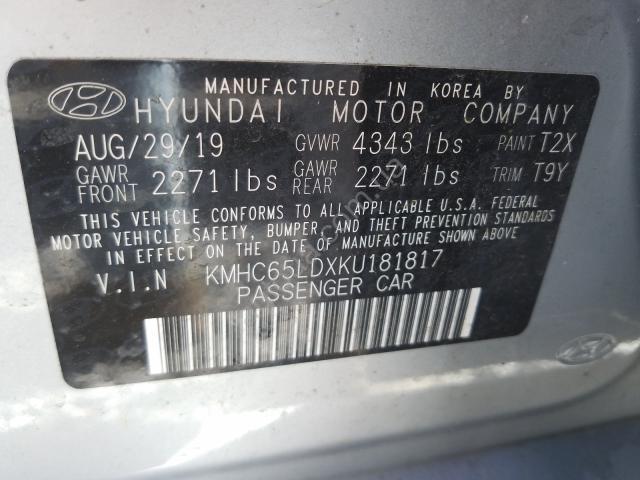 MANUFACTURED IN KOREA BY
HYUNDAI MOTOR COMPANY
AUG/29/19 GVWR 4343 lbs PAINT T2X
GAWR FRONT 2271 lbs GAWR REAR 2271 lbs TRIM T9Y
THIS VEHICLE CONFORMS TO ALL APPLICABLE U.S.A. FEDERAL
MOTOR VEHICLE SAFETY, BUMPER, AND THEFT PREVENTION STANDARDS
IN EFFECT ON THE DATE OF MANUFACTURE SHOWN ABOVE.
V.I.N KMHC65LDXKU181817
PASSENGER CAR